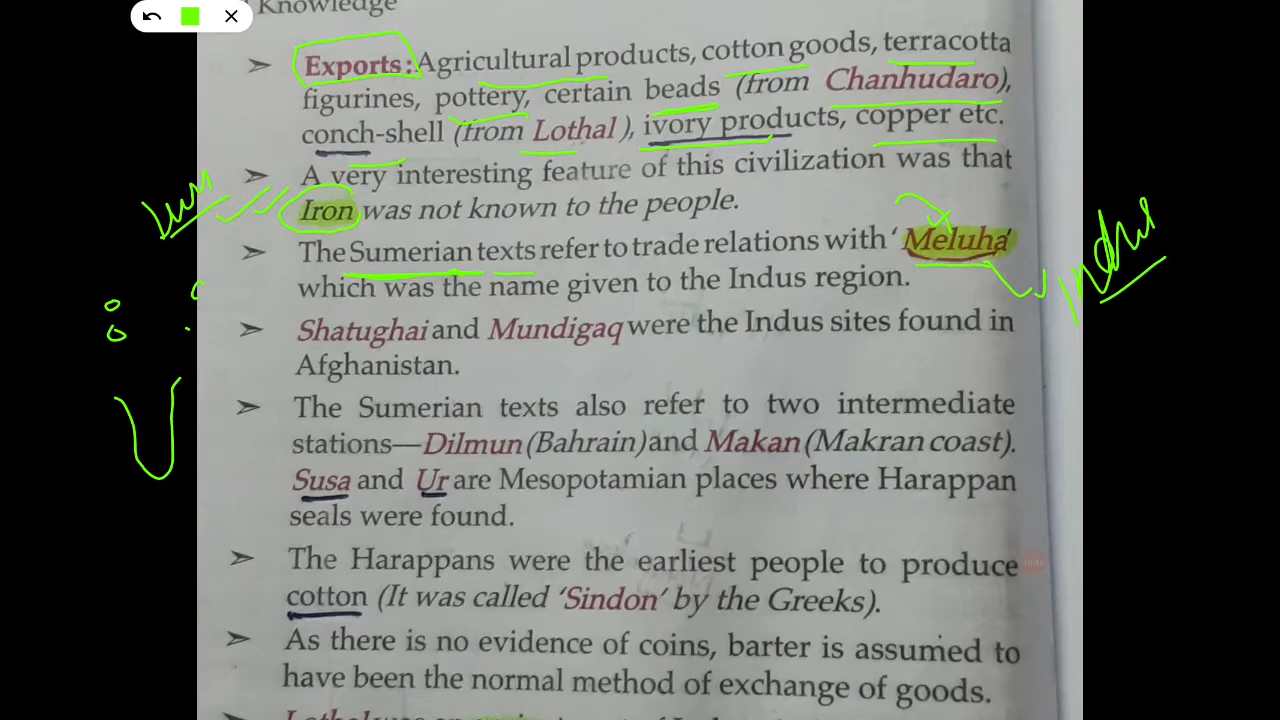 Knowledge
➢ Exports: Agricultural products, cotton goods, terracotta
figurines, pottery, certain beads (from Chanhudaro),
conch-shell (from Lothal), ivory products, copper etc.
➢ A very interesting feature of this civilization was that
Iron was not known to the people.
➢ The Sumerian texts refer to trade relations with ‘Meluha’
Indus
which was the name given to the Indus region.
➢ Shatughai and Mundigaq were the Indus sites found in
Afghanistan.
➢ The Sumerian texts also refer to two intermediate
stations—Dilmun (Bahrain) and Makan (Makran coast).
Susa and Ur are Mesopotamian places where Harappan
seals were found.
➢ The Harappans were the earliest people to produce
cotton (It was called ‘Sindon’ by the Greeks).
➢ As there is no evidence of coins, barter is assumed to
have been the normal method of exchange of goods.